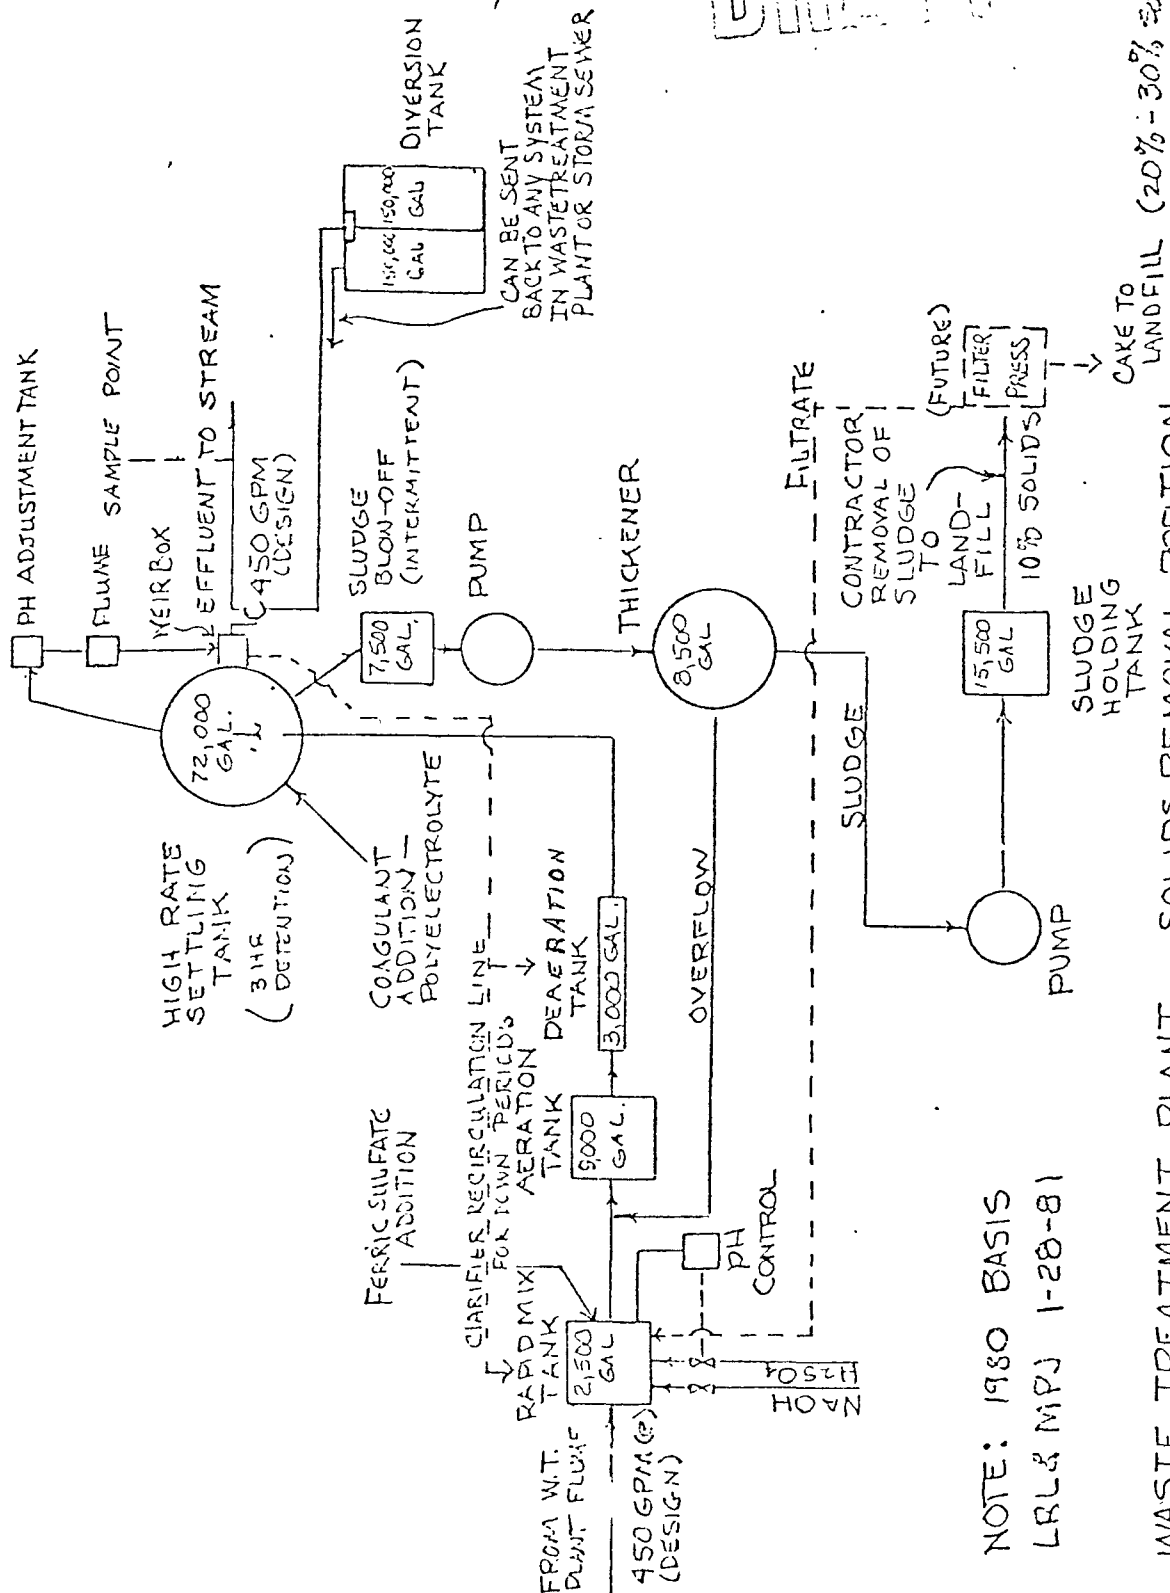 PH ADJUSTMENT TANK
FLUME
SAMPLE POINT
WEIR BOX
EFFLUENT TO STREAM
450 GPM
(DESIGN)
DIVERSION
TANK
150,000
GAL
150,000
GAL
CAN BE SENT
BACK TO ANY SYSTEM
IN WASTETREATMENT
PLANT OR STORM SEWER
HIGH RATE
SETTLING
TANK
(3 HR
DETENTION)
72,000
GAL.
SLUDGE
BLOW-OFF
(INTERMITTENT)
7,500
GAL.
PUMP
COAGULANT
ADDITION —
POLYELECTROLYTE
FERRIC SULFATE
ADDITION
CLARIFIER RECIRCULATION LINE
FOR DOWN PERIODS
RAPID MIX
TANK
AERATION
TANK
DEAERATION
TANK
FROM W.T.
PLANT FLUME
2,500
GAL
GAL.
3,000 GAL.
THICKENER
8,500
GAL
450 GPM
(DESIGN)
NAOH
H2SO4
PH
CONTROL
OVERFLOW
FILTRATE
CONTRACTOR
REMOVAL OF
SLUDGE
TO
LAND-
FILL
(FUTURE)
FILTER
PRESS
SLUDGE
PUMP
15,500
GAL
10% SOLIDS
SLUDGE
HOLDING
TANK
CAKE TO
LANDFILL (20%-30%
NOTE: 1980 BASIS
LRL & MPJ 1-28-81
WASTE TREATMENT PLANT SOLIDS REMOVAL PORTION